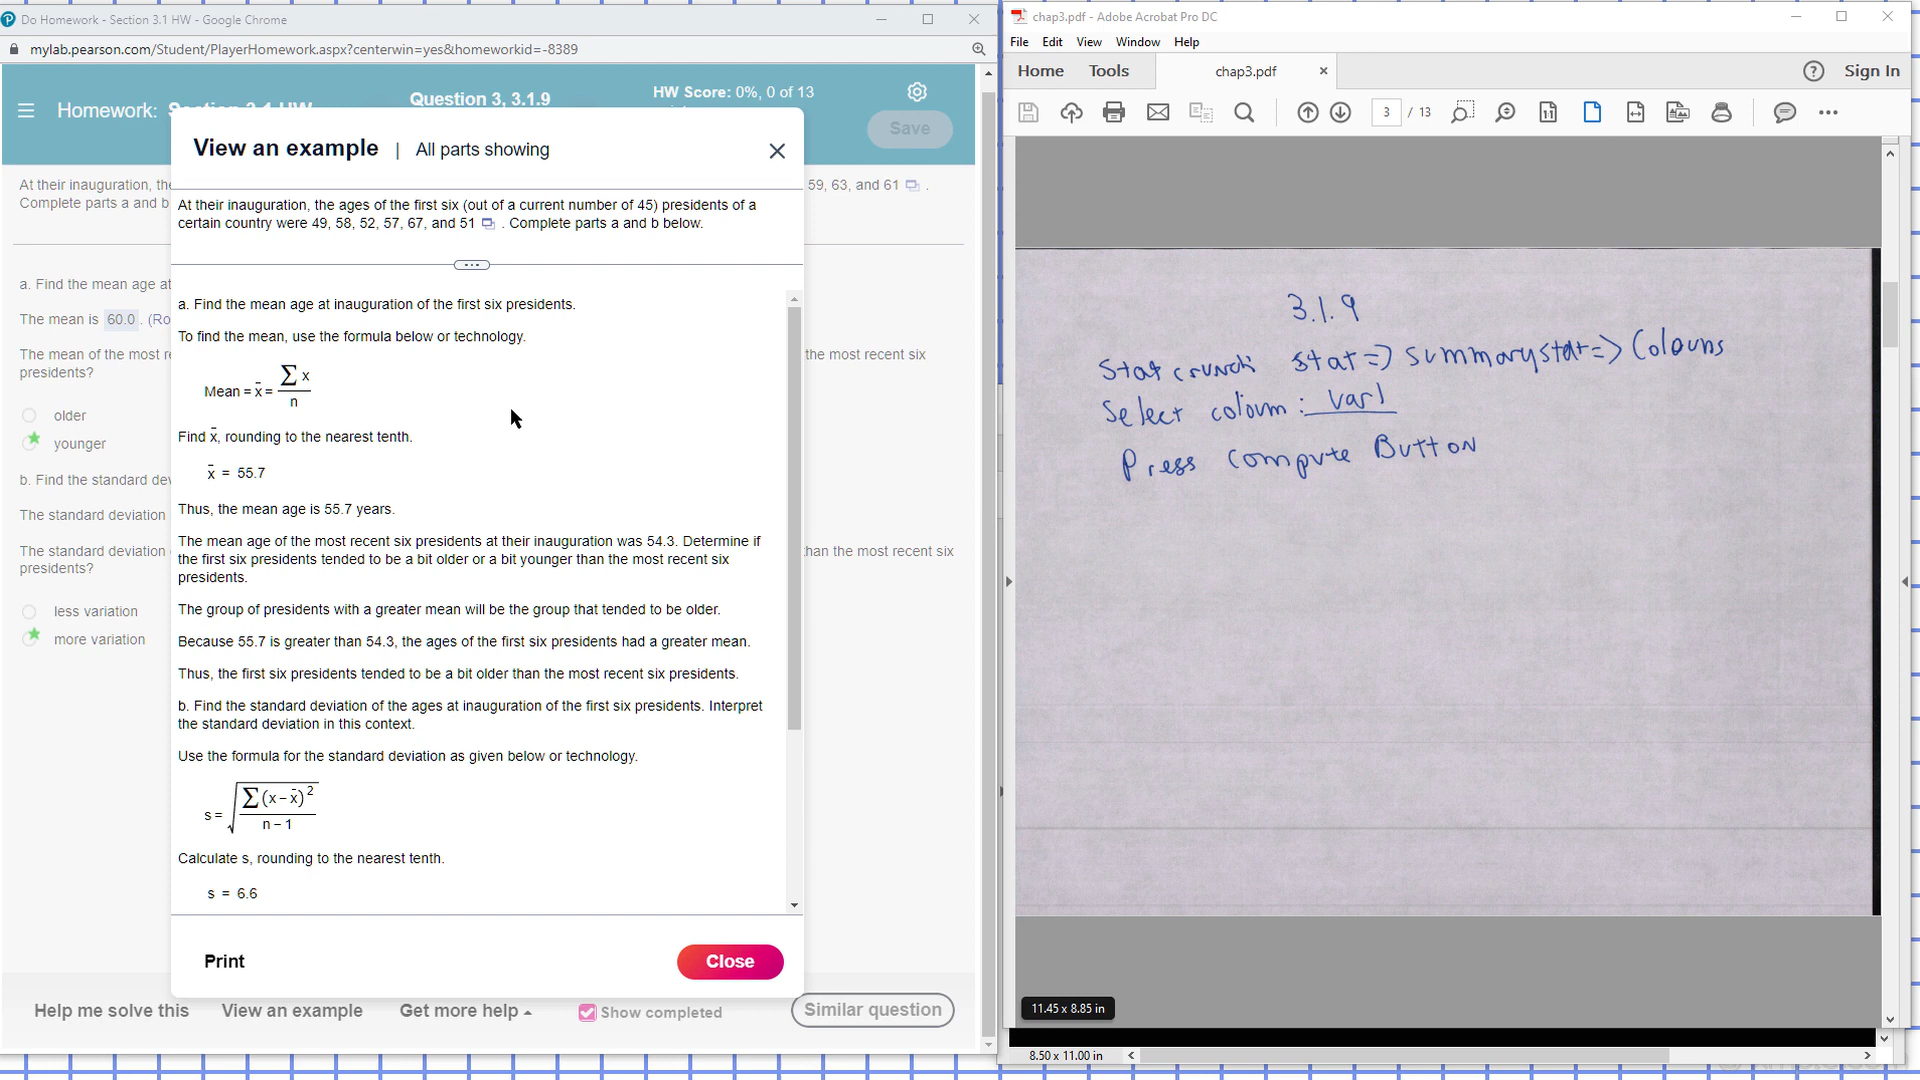 Do Homework - Section 3.1 HW - Google Chrome
mylab.pearson.com/Student/PlayerHomework.aspx?centerwin=yes&homeworkid=-8389
Homework:
Question 3, 3.1.9
HW Score: 0%, 0 of 13
Save
At their inauguration, the
59, 63, and 61 .
Complete parts a and b
a. Find the mean age at
The mean is 60.0 . (Ro
The mean of the most re
the most recent six
presidents?
older
younger
b. Find the standard dev
The standard deviation
The standard deviation
than the most recent six
presidents?
less variation
more variation
View an example | All parts showing
At their inauguration, the ages of the first six (out of a current number of 45) presidents of a
certain country were 49, 58, 52, 57, 67, and 51 . Complete parts a and b below.
a. Find the mean age at inauguration of the first six presidents.
To find the mean, use the formula below or technology.
Mean = x̄ = ∑ x / n
Find x̄, rounding to the nearest tenth.
x̄ = 55.7
Thus, the mean age is 55.7 years.
The mean age of the most recent six presidents at their inauguration was 54.3. Determine if
the first six presidents tended to be a bit older or a bit younger than the most recent six
presidents.
The group of presidents with a greater mean will be the group that tended to be older.
Because 55.7 is greater than 54.3, the ages of the first six presidents had a greater mean.
Thus, the first six presidents tended to be a bit older than the most recent six presidents.
b. Find the standard deviation of the ages at inauguration of the first six presidents. Interpret
the standard deviation in this context.
Use the formula for the standard deviation as given below or technology.
s = √(∑(x − x̄)² / (n − 1))
Calculate s, rounding to the nearest tenth.
s = 6.6
Print
Close
Help me solve this
View an example
Get more help
Show completed
Similar question
chap3.pdf - Adobe Acrobat Pro DC
File Edit View Window Help
Home Tools chap3.pdf Sign In
3 / 13
3.1.9
Statcrunch stat => summarystat => Coloums
Select coloum : var1
Press compute Button
11.45 x 8.85 in
8.50 x 11.00 in